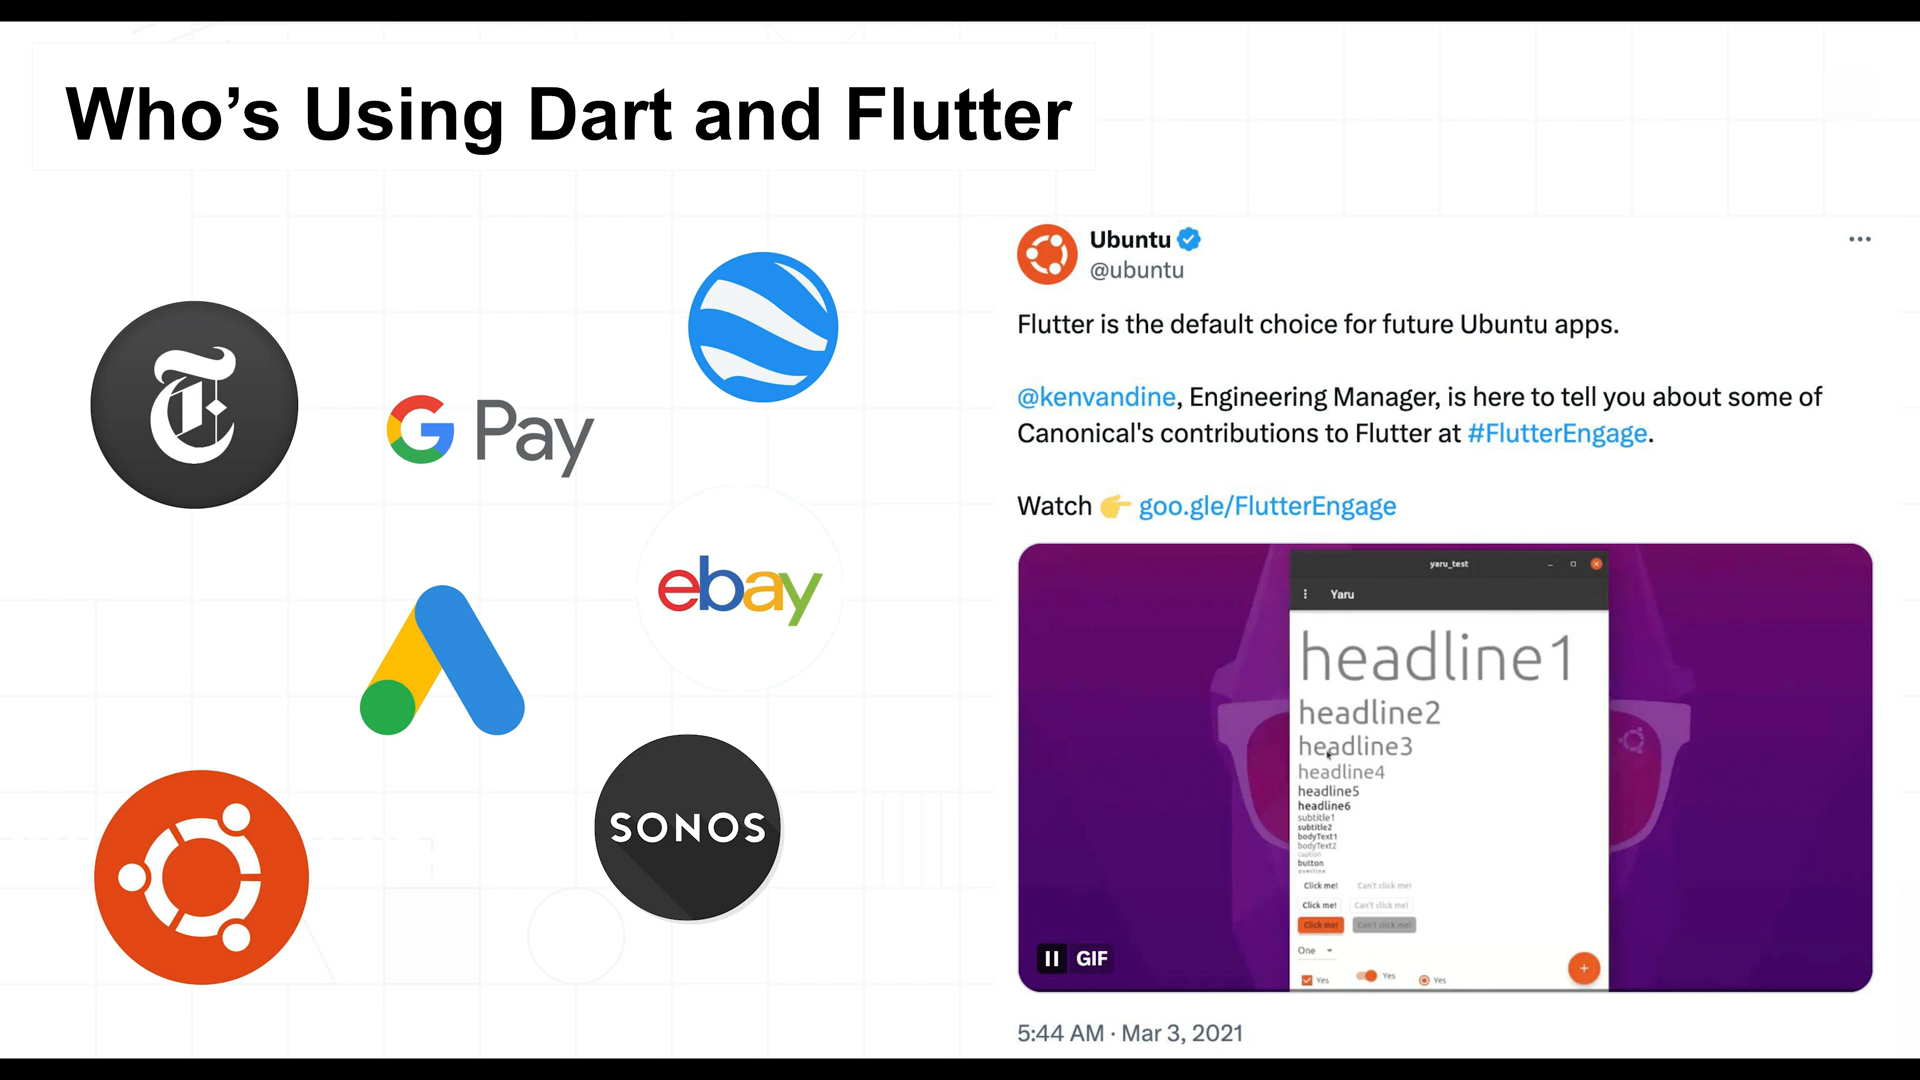 Who’s Using Dart and Flutter
T
G Pay
ebay
SONOS
Ubuntu
@ubuntu
Flutter is the default choice for future Ubuntu apps.
@kenvandine, Engineering Manager, is here to tell you about some of
Canonical's contributions to Flutter at #FlutterEngage.
Watch 👉 goo.gle/FlutterEngage
yaru_test
Yaru
headline1
headline2
headline3
headline4
headline5
headline6
subtitle1
subtitle2
bodyText1
bodyText2
caption
button
overline
Click me! Can't click me!
Click me! Can't click me!
Click me! Can't click me!
One
Yes Yes Yes
GIF
5:44 AM · Mar 3, 2021